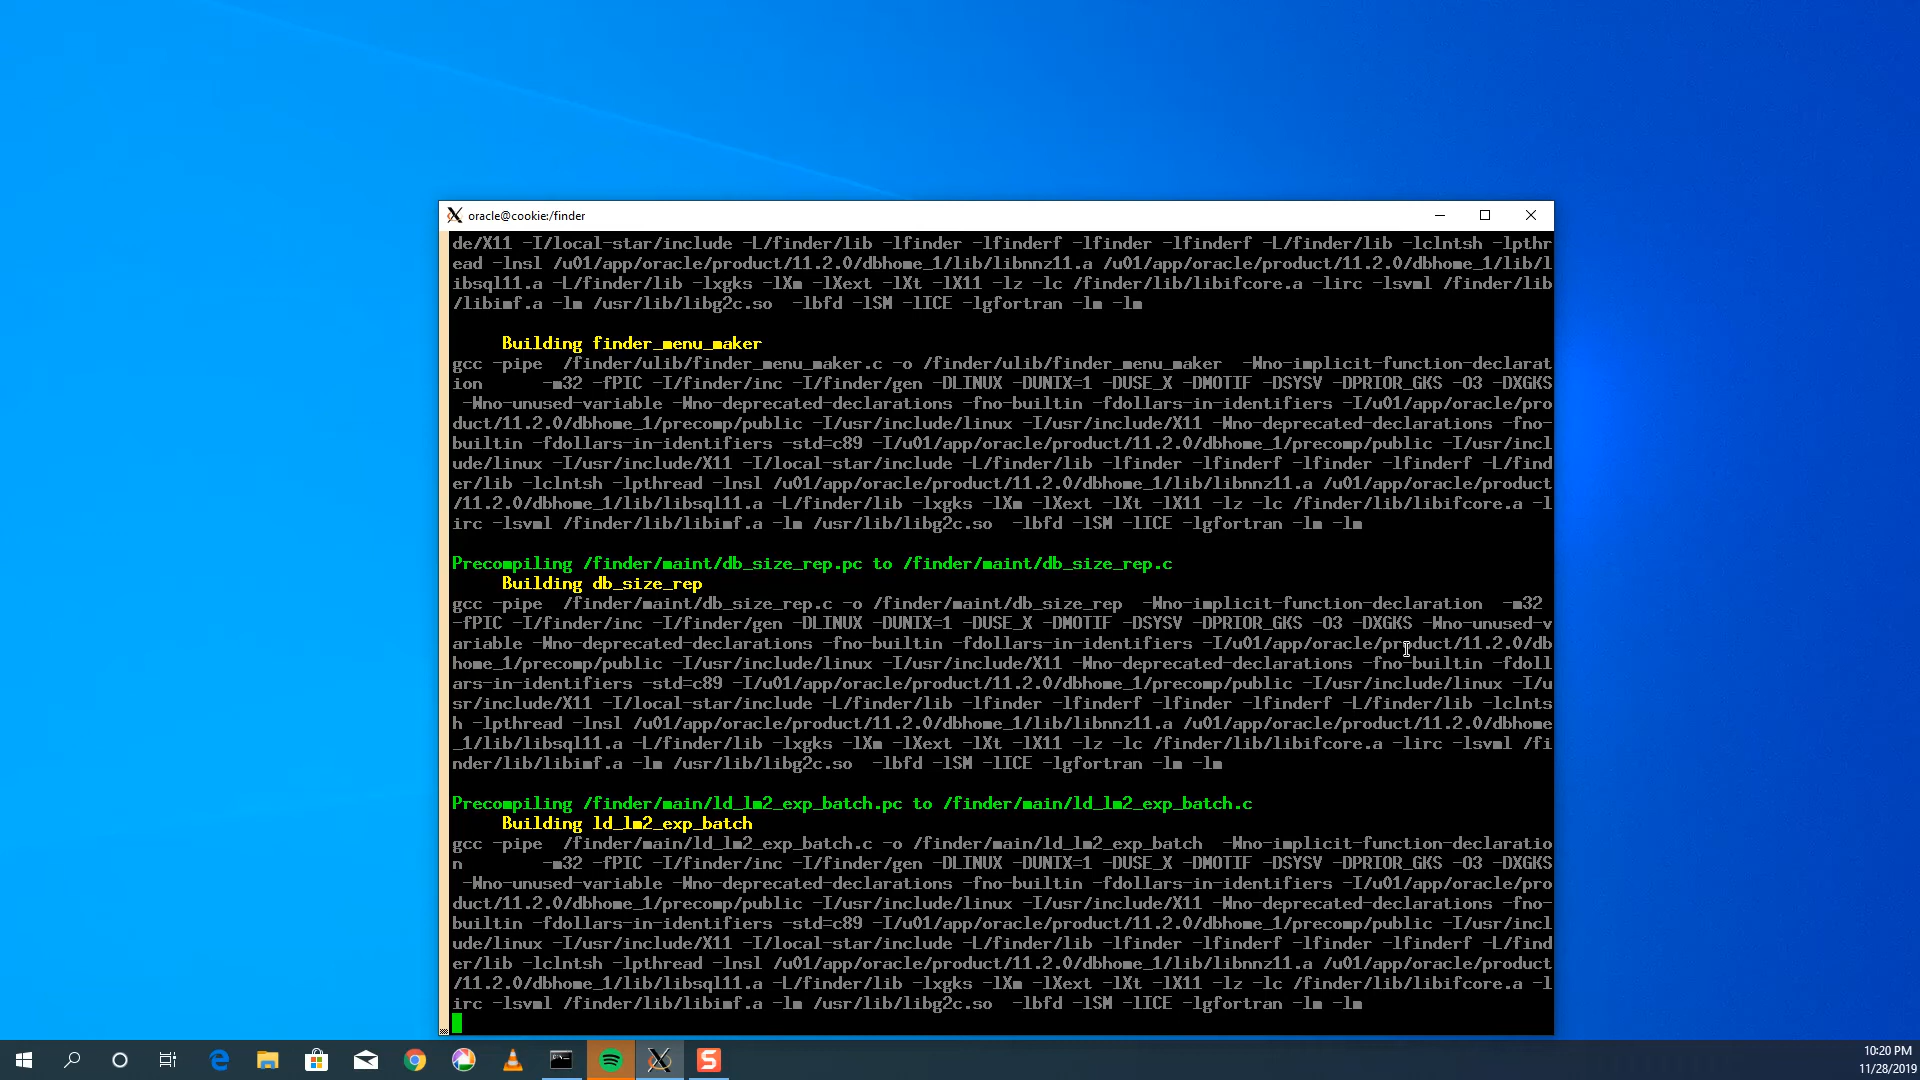 oracle@cookie:/finder
de/X11 -I/local-star/include -L/finder/lib -lfinder -lfinderf -lfinder -lfinderf -L/finder/lib -lclntsh -lpthr
ead -lnsl /u01/app/oracle/product/11.2.0/dbhome_1/lib/libnnz11.a /u01/app/oracle/product/11.2.0/dbhome_1/lib/l
ibsql11.a -L/finder/lib -lxgks -lXm -lXext -lXt -lX11 -lz -lc /finder/lib/libifcore.a -lirc -lsvml /finder/lib
/libimf.a -lm /usr/lib/libg2c.so  -lbfd -lSM -lICE -lgfortran -lm -lm
Building finder_menu_maker
gcc -pipe  /finder/ulib/finder_menu_maker.c -o /finder/ulib/finder_menu_maker  -Wno-implicit-function-declarat
ion      -m32 -fPIC -I/finder/inc -I/finder/gen -DLINUX -DUNIX=1 -DUSE_X -DMOTIF -DSYSV -DPRIOR_GKS -O3 -DXGKS
 -Wno-unused-variable -Wno-deprecated-declarations -fno-builtin -fdollars-in-identifiers -I/u01/app/oracle/pro
duct/11.2.0/dbhome_1/precomp/public -I/usr/include/linux -I/usr/include/X11 -Wno-deprecated-declarations -fno-
builtin -fdollars-in-identifiers -std=c89 -I/u01/app/oracle/product/11.2.0/dbhome_1/precomp/public -I/usr/incl
ude/linux -I/usr/include/X11 -I/local-star/include -L/finder/lib -lfinder -lfinderf -lfinder -lfinderf -L/find
er/lib -lclntsh -lpthread -lnsl /u01/app/oracle/product/11.2.0/dbhome_1/lib/libnnz11.a /u01/app/oracle/product
/11.2.0/dbhome_1/lib/libsql11.a -L/finder/lib -lxgks -lXm -lXext -lXt -lX11 -lz -lc /finder/lib/libifcore.a -l
irc -lsvml /finder/lib/libimf.a -lm /usr/lib/libg2c.so  -lbfd -lSM -lICE -lgfortran -lm -lm
Precompiling /finder/maint/db_size_rep.pc to /finder/maint/db_size_rep.c
Building db_size_rep
gcc -pipe  /finder/maint/db_size_rep.c -o /finder/maint/db_size_rep  -Wno-implicit-function-declaration  -m32
-fPIC -I/finder/inc -I/finder/gen -DLINUX -DUNIX=1 -DUSE_X -DMOTIF -DSYSV -DPRIOR_GKS -O3 -DXGKS -Wno-unused-v
ariable -Wno-deprecated-declarations -fno-builtin -fdollars-in-identifiers -I/u01/app/oracle/product/11.2.0/db
home_1/precomp/public -I/usr/include/linux -I/usr/include/X11 -Wno-deprecated-declarations -fno-builtin -fdoll
ars-in-identifiers -std=c89 -I/u01/app/oracle/product/11.2.0/dbhome_1/precomp/public -I/usr/include/linux -I/u
sr/include/X11 -I/local-star/include -L/finder/lib -lfinder -lfinderf -lfinder -lfinderf -L/finder/lib -lclnts
h -lpthread -lnsl /u01/app/oracle/product/11.2.0/dbhome_1/lib/libnnz11.a /u01/app/oracle/product/11.2.0/dbhome
_1/lib/libsql11.a -L/finder/lib -lxgks -lXm -lXext -lXt -lX11 -lz -lc /finder/lib/libifcore.a -lirc -lsvml /fi
nder/lib/libimf.a -lm /usr/lib/libg2c.so  -lbfd -lSM -lICE -lgfortran -lm -lm
Precompiling /finder/main/ld_lm2_exp_batch.pc to /finder/main/ld_lm2_exp_batch.c
Building ld_lm2_exp_batch
gcc -pipe  /finder/main/ld_lm2_exp_batch.c -o /finder/main/ld_lm2_exp_batch  -Wno-implicit-function-declaratio
n        -m32 -fPIC -I/finder/inc -I/finder/gen -DLINUX -DUNIX=1 -DUSE_X -DMOTIF -DSYSV -DPRIOR_GKS -O3 -DXGKS
 -Wno-unused-variable -Wno-deprecated-declarations -fno-builtin -fdollars-in-identifiers -I/u01/app/oracle/pro
duct/11.2.0/dbhome_1/precomp/public -I/usr/include/linux -I/usr/include/X11 -Wno-deprecated-declarations -fno-
builtin -fdollars-in-identifiers -std=c89 -I/u01/app/oracle/product/11.2.0/dbhome_1/precomp/public -I/usr/incl
ude/linux -I/usr/include/X11 -I/local-star/include -L/finder/lib -lfinder -lfinderf -lfinder -lfinderf -L/find
er/lib -lclntsh -lpthread -lnsl /u01/app/oracle/product/11.2.0/dbhome_1/lib/libnnz11.a /u01/app/oracle/product
/11.2.0/dbhome_1/lib/libsql11.a -L/finder/lib -lxgks -lXm -lXext -lXt -lX11 -lz -lc /finder/lib/libifcore.a -l
irc -lsvml /finder/lib/libimf.a -lm /usr/lib/libg2c.so  -lbfd -lSM -lICE -lgfortran -lm -lm
10:20 PM
11/28/2019